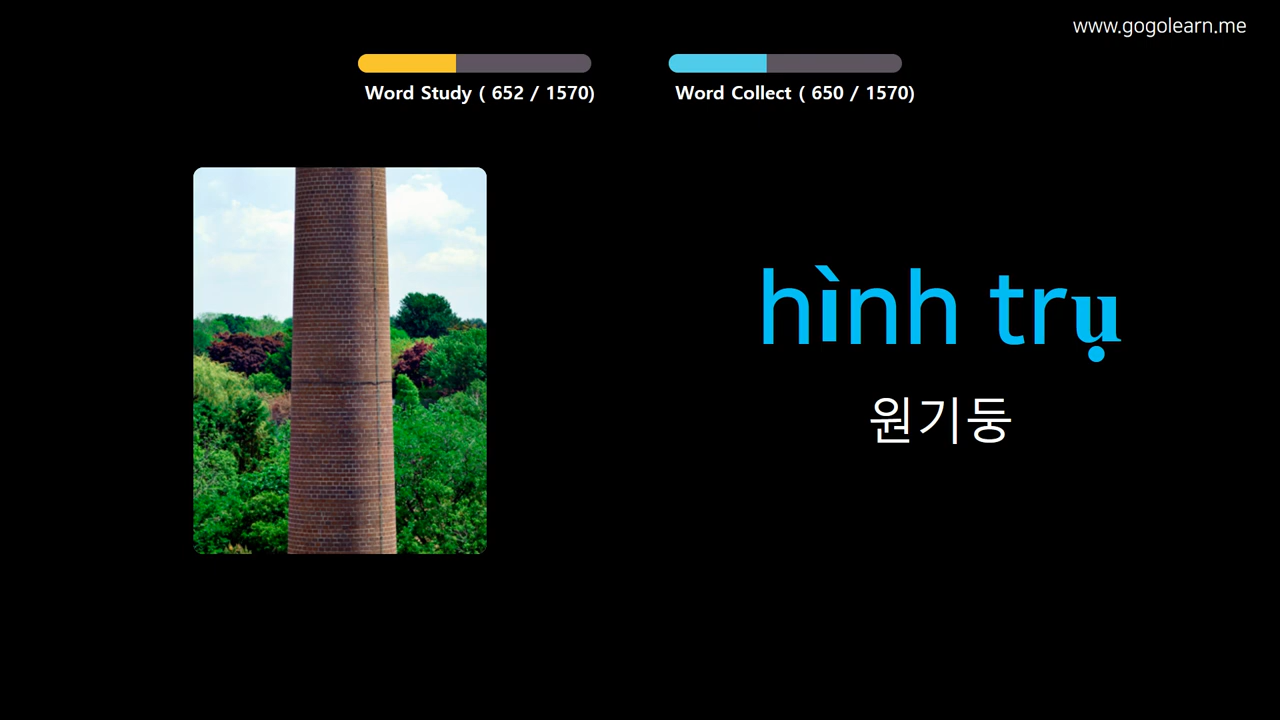 www.gogolearn.me
Word Study ( 652 / 1570)
Word Collect ( 650 / 1570)
hình trụ
원기둥